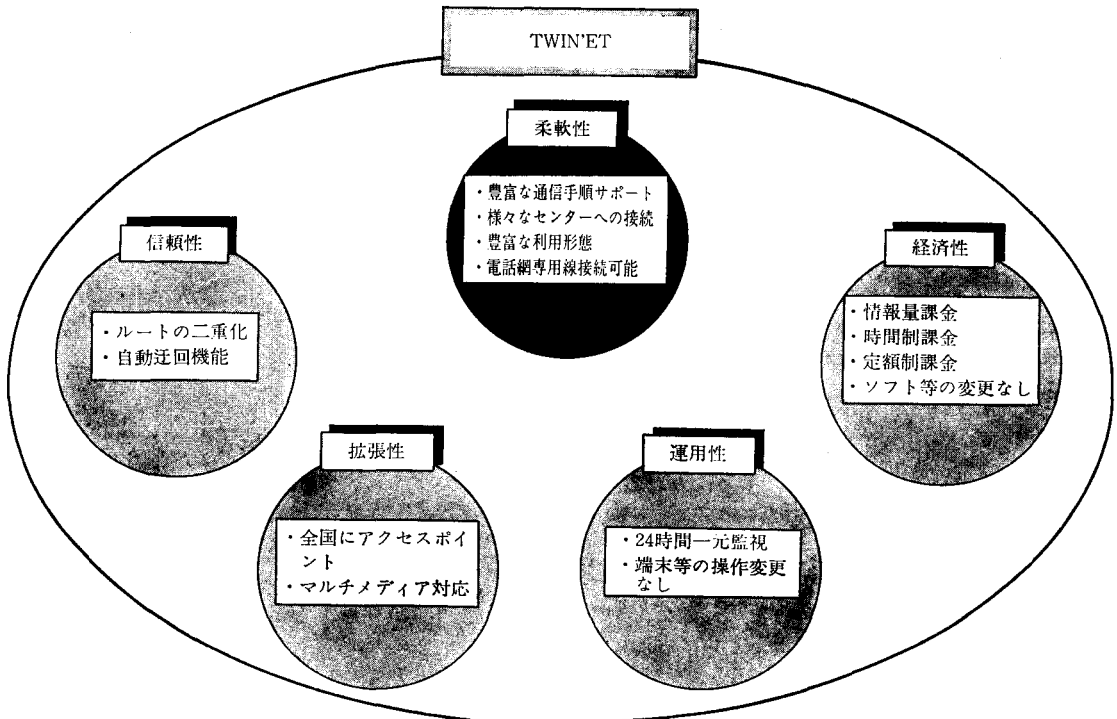 TWIN'ET
柔軟性
・豊富な通信手順サポート
・様々なセンターへの接続
・豊富な利用形態
・電話網専用線接続可能
信頼性
・ルートの二重化
・自動迂回機能
経済性
・情報量課金
・時間制課金
・定額制課金
・ソフト等の変更なし
拡張性
・全国にアクセスポイ
ント
・マルチメディア対応
運用性
・24時間一元監視
・端末等の操作変更
なし